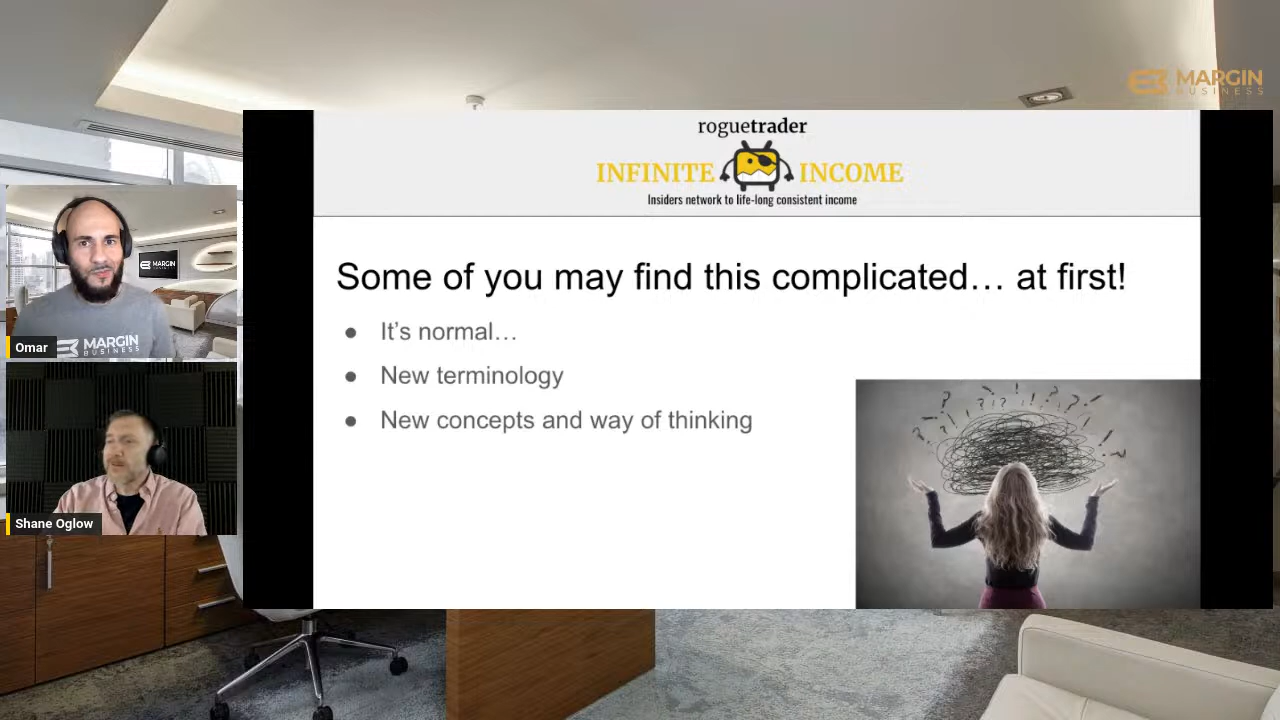 MARGIN
BUSINESS
roguetrader
INFINITE INCOME
Insiders network to life-long consistent income
Some of you may find this complicated… at first!
● It's normal…
● New terminology
● New concepts and way of thinking
MARGIN
MARGIN
BUSINESS
Omar
Shane Oglow